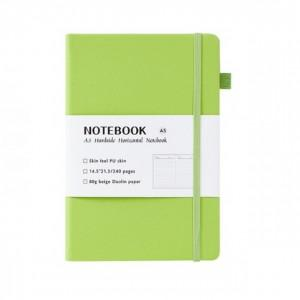 NOTEBOOK A5
A5 Hardside Horizontal Notebook
Skin feel PU skin
14.5*21.3/240 pages
80g beige Daolin paper